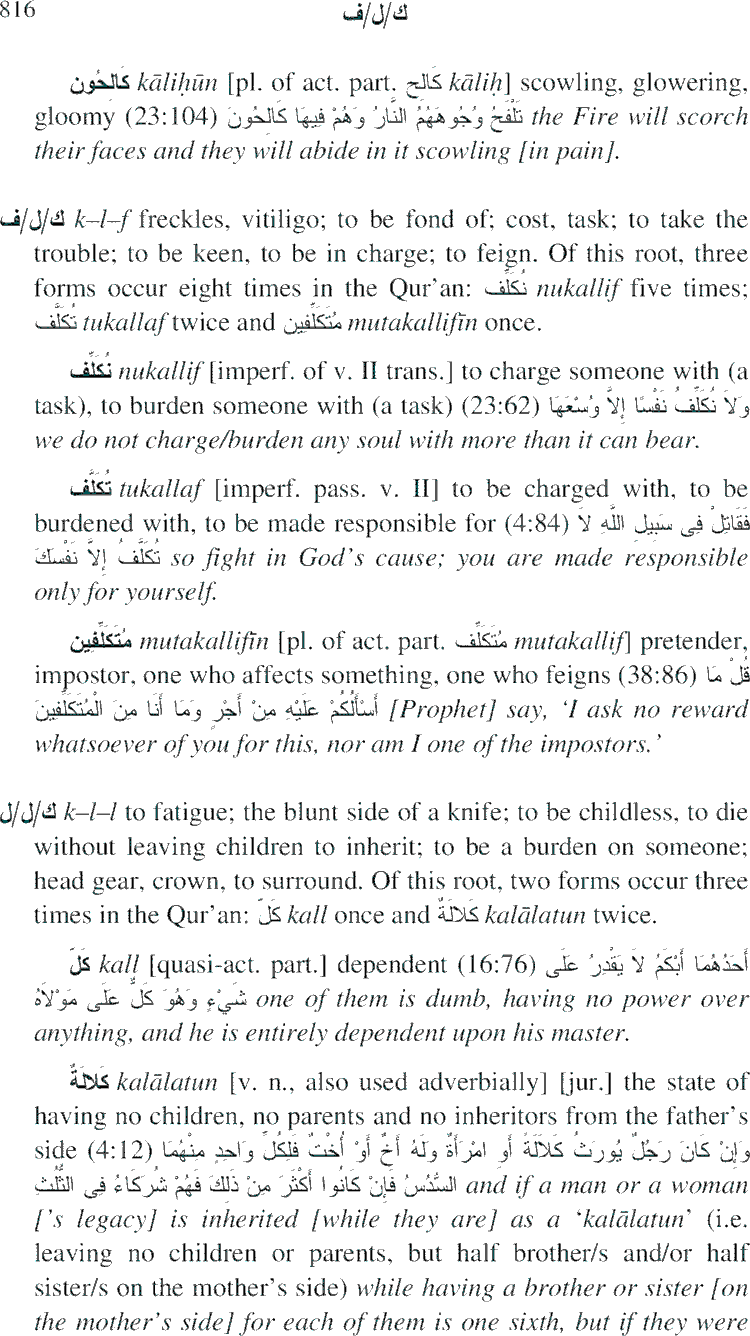 816 ك/ل/ف
كَالِحُون kāliḥūn [pl. of act. part. كَالِح kāliḥ] scowling, glowering,
gloomy (23:104) تَلْفَحُ وُجُوهَهُمُ النَّارُ وَهُمْ فِيهَا كَالِحُونَ the Fire will scorch
their faces and they will abide in it scowling [in pain].
ك/ل/ف k–l–f freckles, vitiligo; to be fond of; cost, task; to take the
trouble; to be keen, to be in charge; to feign. Of this root, three
forms occur eight times in the Qur’an: نُكَلِّف nukallif five times;
تُكَلَّف tukallaf twice and مُتَكَلِّفِين mutakallifīn once.
نُكَلِّف nukallif [imperf. of v. II trans.] to charge someone with (a
task), to burden someone with (a task) (23:62) وَلاَ نُكَلِّفُ نَفْسًا إِلاَّ وُسْعَهَا
we do not charge/burden any soul with more than it can bear.
تُكَلَّف tukallaf [imperf. pass. v. II] to be charged with, to be
burdened with, to be made responsible for (4:84) فَقَاتِلْ فِى سَبِيلِ اللَّهِ لاَ
تُكَلَّفُ إِلاَّ نَفْسَكَ so fight in God’s cause; you are made responsible
only for yourself.
مُتَكَلِّفِين mutakallifīn [pl. of act. part. مُتَكَلِّف mutakallif] pretender,
impostor, one who affects something, one who feigns (38:86) قُلْ مَا
أَسْأَلُكُمْ عَلَيْهِ مِنْ أَجْرٍ وَمَا أَنَا مِنَ الْمُتَكَلِّفِينَ [Prophet] say, ‘I ask no reward
whatsoever of you for this, nor am I one of the impostors.’
ك/ل/ل k–l–l to fatigue; the blunt side of a knife; to be childless, to die
without leaving children to inherit; to be a burden on someone;
head gear, crown, to surround. Of this root, two forms occur three
times in the Qur’an: كَلّ kall once and كَلاَلَةٌ kalālatun twice.
كَلّ kall [quasi-act. part.] dependent (16:76) أَحَدُهُمَا أَبْكَمُ لاَ يَقْدِرُ عَلَى
شَيْءٍ وَهُوَ كَلٌّ عَلَى مَوْلاَهُ one of them is dumb, having no power over
anything, and he is entirely dependent upon his master.
كَلاَلَةٌ kalālatun [v. n., also used adverbially] [jur.] the state of
having no children, no parents and no inheritors from the father’s
side (4:12) وَإِنْ كَانَ رَجُلٌ يُورَثُ كَلاَلَةً أَوِ امْرَأَةٌ وَلَهُ أَخٌ أَوْ أُخْتٌ فَلِكُلِّ وَاحِدٍ مِنْهُمَا
السُّدُسُ فَإِنْ كَانُوا أَكْثَرَ مِنْ ذَلِكَ فَهُمْ شُرَكَاءُ فِى الثُّلُثِ and if a man or a woman
[’s legacy] is inherited [while they are] as a ‘kalālatun’ (i.e.
leaving no children or parents, but half brother/s and/or half
sister/s on the mother’s side) while having a brother or sister [on
the mother’s side] for each of them is one sixth, but if they were